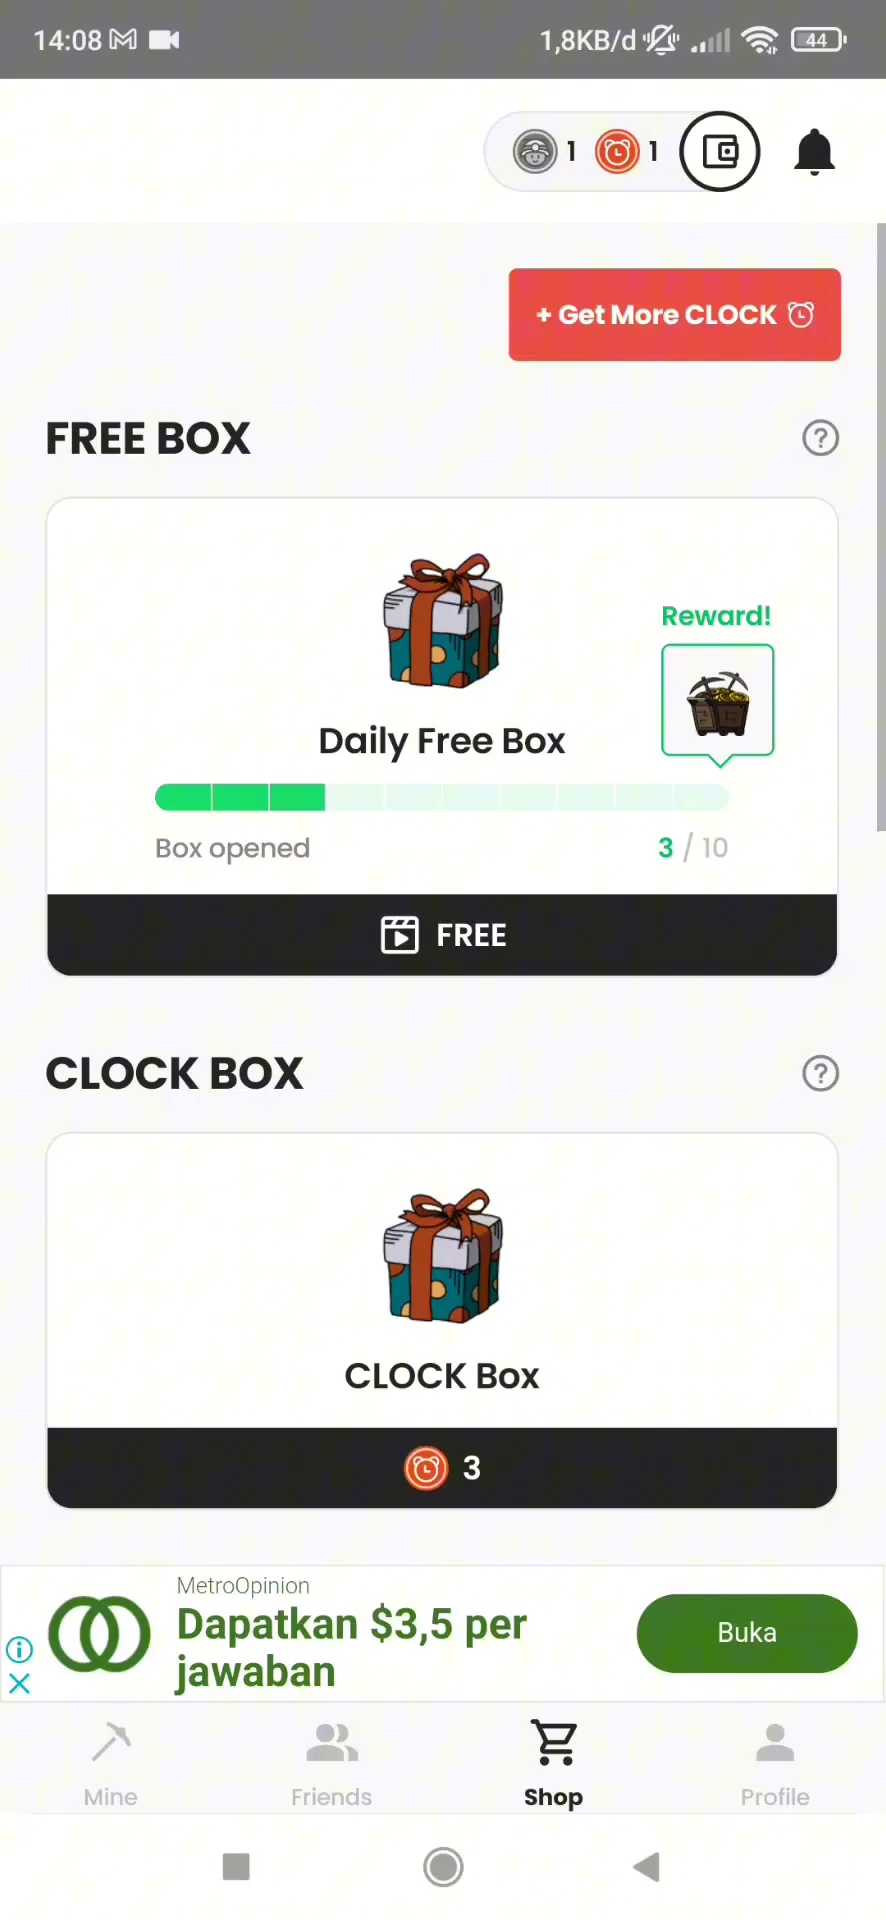 14:08
1,8KB/d
44
1
1
+ Get More CLOCK
FREE BOX
?
Reward!
Daily Free Box
Box opened
3 / 10
FREE
CLOCK BOX
?
CLOCK Box
3
MetroOpinion
Dapatkan $3,5 per
jawaban
Buka
Mine
Friends
Shop
Profile